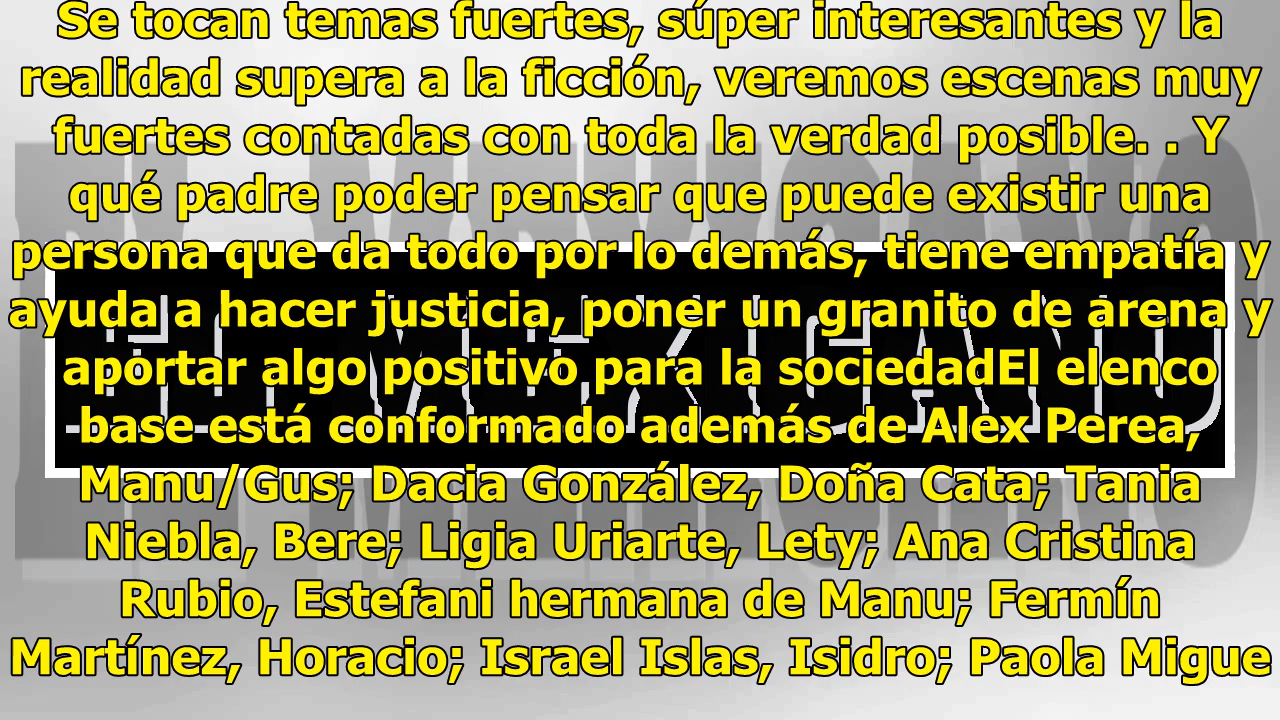 Se tocan temas fuertes, súper interesantes y la
realidad supera a la ficción, veremos escenas muy
fuertes contadas con toda la verdad posible. . Y
qué padre poder pensar que puede existir una
persona que da todo por lo demás, tiene empatía y
ayuda a hacer justicia, poner un granito de arena y
aportar algo positivo para la sociedadEl elenco
base está conformado además de Alex Perea,
Manu/Gus; Dacia González, Doña Cata; Tania
Niebla, Bere; Ligia Uriarte, Lety; Ana Cristina
Rubio, Estefani hermana de Manu; Fermín
Martínez, Horacio; Israel Islas, Isidro; Paola Migue
EL MEXICANO